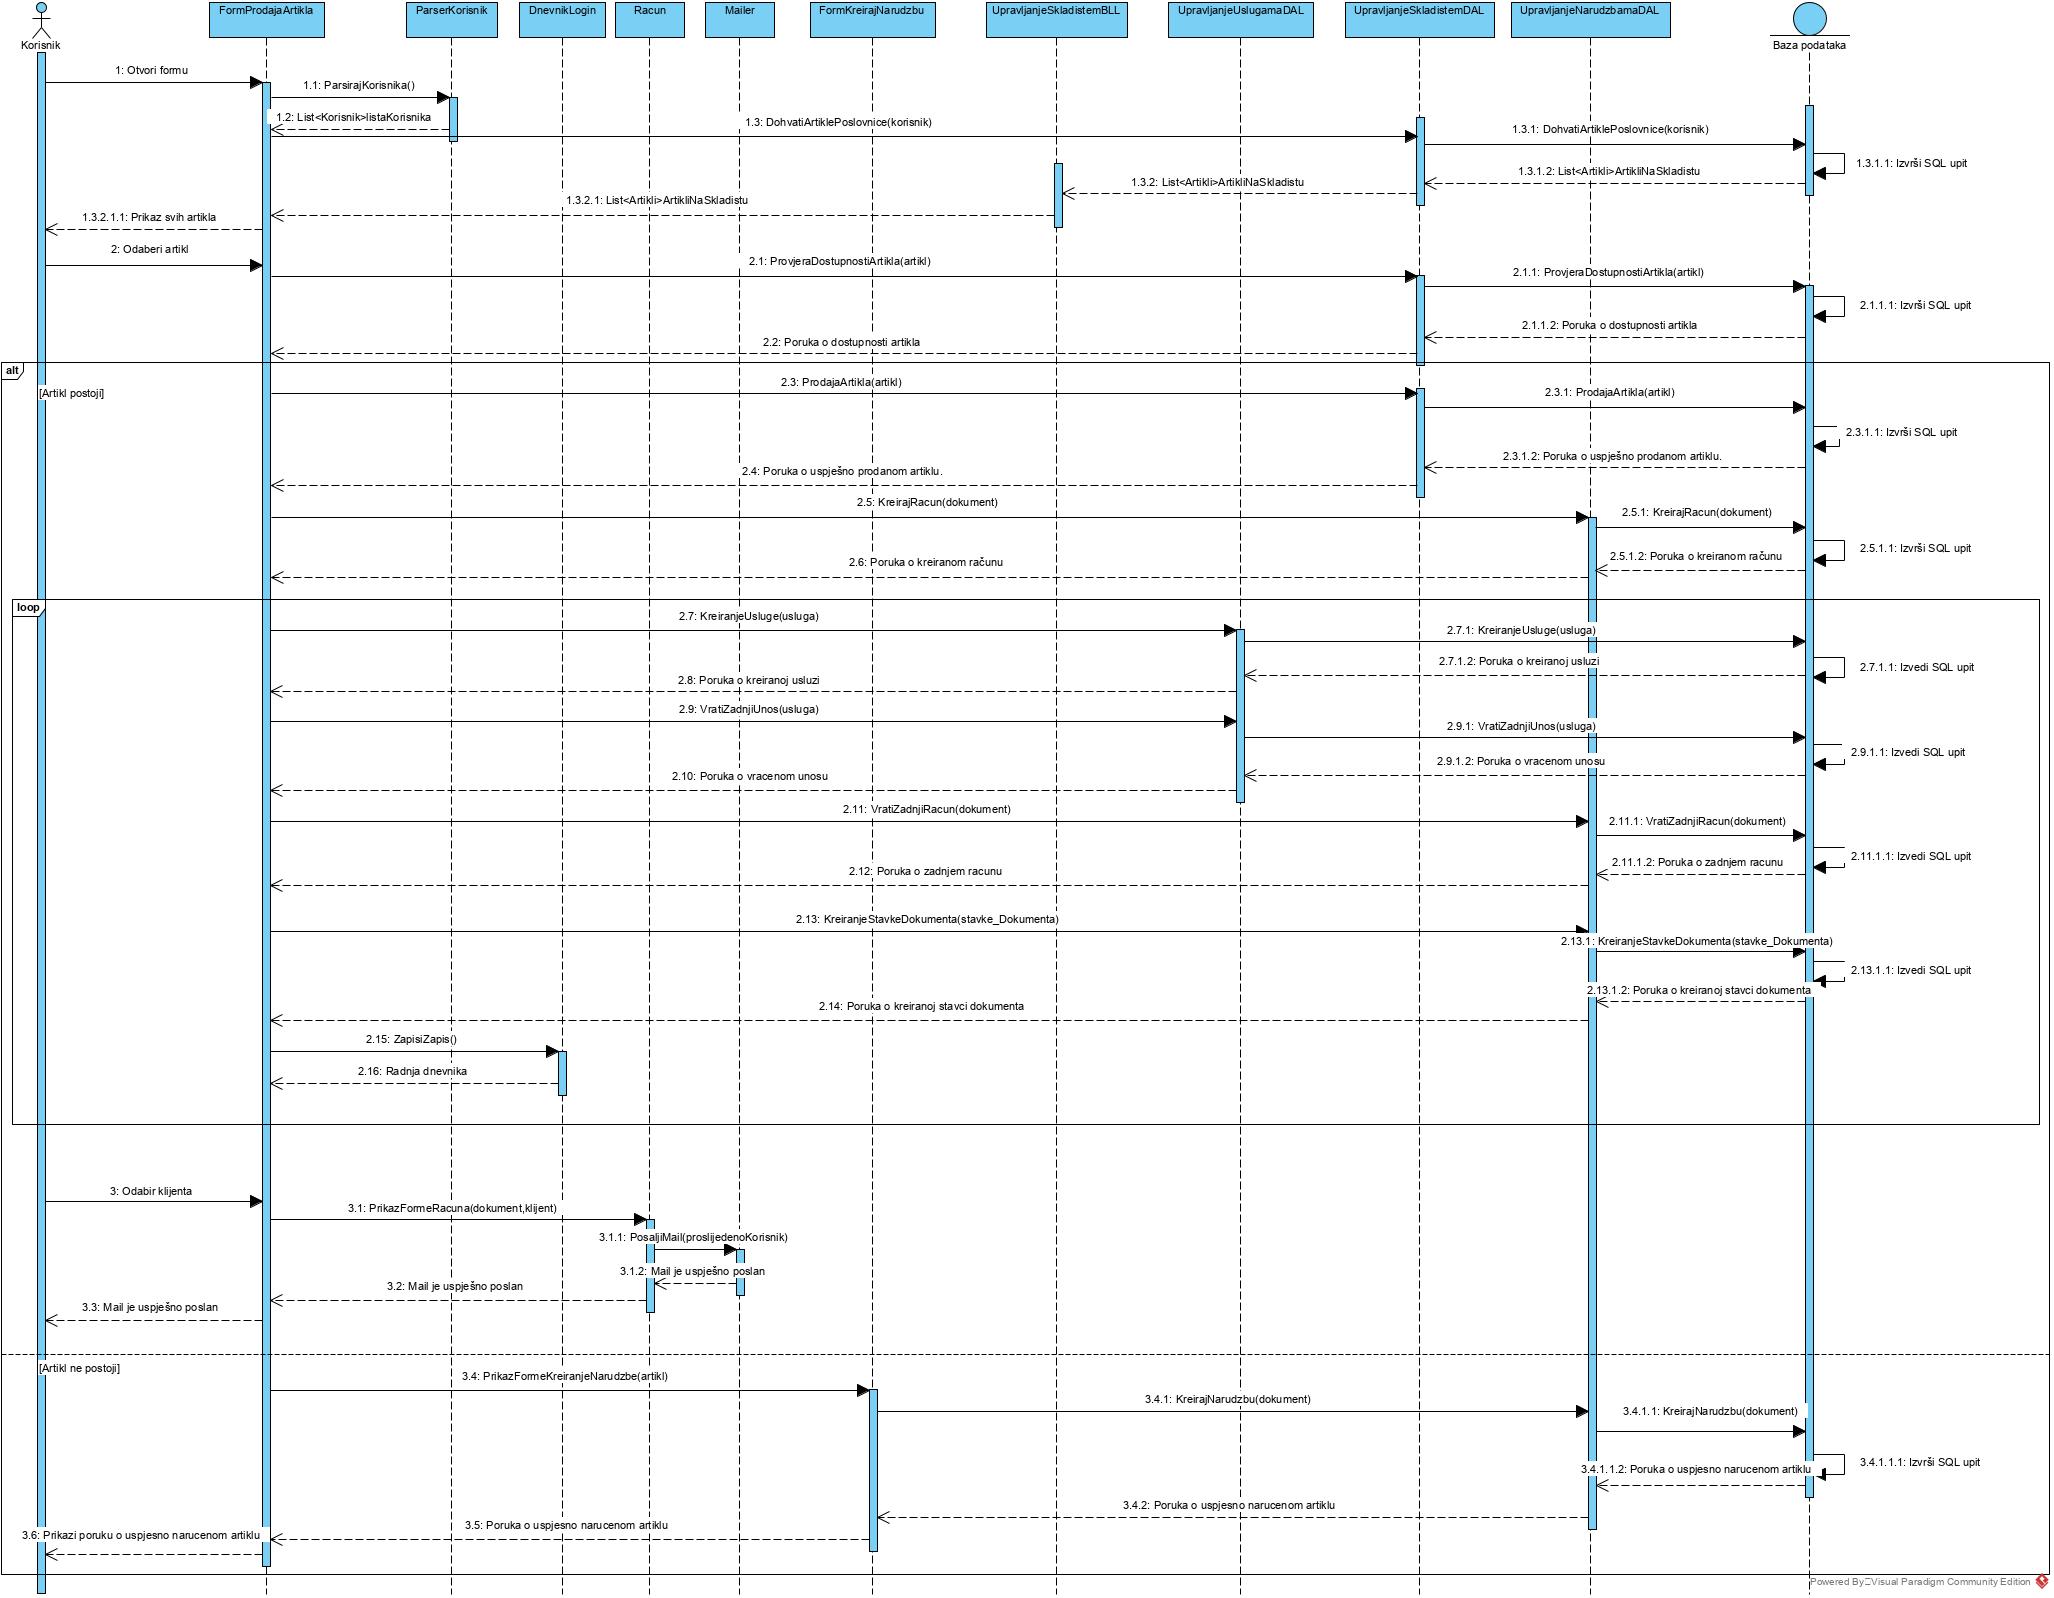 FormProdajaArtikla
ParserKorisnik
DnevnikLogin
Racun
Mailer
FormKreirajNarudzbu
UpravljanjeSkladistemBLL
UpravljanjeUslugamaDAL
UpravljanjeSkladistemDAL
UpravljanjeNarudzbamaDAL
Korisnik
Baza podataka
1: Otvori formu
1.1: ParsirajKorisnika()
1.2: List<Korisnik>listaKorisnika
1.3: DohvatiArtiklePoslovnice(korisnik)
1.3.1: DohvatiArtiklePoslovnice(korisnik)
1.3.1.1: Izvrši SQL upit
1.3.1.2: List<Artikli>ArtikliNaSkladistu
1.3.2: List<Artikli>ArtikliNaSkladistu
1.3.2.1: List<Artikli>ArtikliNaSkladistu
1.3.2.1.1: Prikaz svih artikla
2: Odaberi artikl
2.1: ProvjeraDostupnostiArtikla(artikl)
2.1.1: ProvjeraDostupnostiArtikla(artikl)
2.1.1.1: Izvrši SQL upit
2.1.1.2: Poruka o dostupnosti artikla
2.2: Poruka o dostupnosti artikla
alt
[Artikl postoji]
2.3: ProdajaArtikla(artikl)
2.3.1: ProdajaArtikla(artikl)
2.3.1.1: Izvrši SQL upit
2.3.1.2: Poruka o uspješno prodanom artiklu.
2.4: Poruka o uspješno prodanom artiklu.
2.5: KreirajRacun(dokument)
2.5.1: KreirajRacun(dokument)
2.5.1.1: Izvrši SQL upit
2.5.1.2: Poruka o kreiranom računu
2.6: Poruka o kreiranom računu
loop
2.7: KreiranjeUsluge(usluga)
2.7.1: KreiranjeUsluge(usluga)
2.7.1.2: Poruka o kreiranoj usluzi
2.7.1.1: Izvedi SQL upit
2.8: Poruka o kreiranoj usluzi
2.9: VratiZadnjiUnos(usluga)
2.9.1: VratiZadnjiUnos(usluga)
2.9.1.1: Izvedi SQL upit
2.9.1.2: Poruka o vracenom unosu
2.10: Poruka o vracenom unosu
2.11: VratiZadnjiRacun(dokument)
2.11.1: VratiZadnjiRacun(dokument)
2.11.1.1: Izvedi SQL upit
2.11.1.2: Poruka o zadnjem racunu
2.12: Poruka o zadnjem racunu
2.13: KreiranjeStavkeDokumenta(stavke_Dokumenta)
2.13.1: KreiranjeStavkeDokumenta(stavke_Dokumenta)
2.13.1.1: Izvedi SQL upit
2.13.1.2: Poruka o kreiranoj stavci dokumenta
2.14: Poruka o kreiranoj stavci dokumenta
2.15: ZapisiZapis()
2.16: Radnja dnevnika
3: Odabir klijenta
3.1: PrikazFormeRacuna(dokument,klijent)
3.1.1: PosaljiMail(proslijedenoKorisnik)
3.1.2: Mail je uspješno poslan
3.2: Mail je uspješno poslan
3.3: Mail je uspješno poslan
[Artikl ne postoji]
3.4: PrikazFormeKreiranjeNarudzbe(artikl)
3.4.1: KreirajNarudzbu(dokument)
3.4.1.1: KreirajNarudzbu(dokument)
3.4.1.1.1: Izvrši SQL upit
3.4.1.1.2: Poruka o uspjesno narucenom artiklu
3.4.2: Poruka o uspjesno narucenom artiklu
3.5: Poruka o uspjesno narucenom artiklu
3.6: Prikazi poruku o uspjesno narucenom artiklu
Powered By Visual Paradigm Community Edition